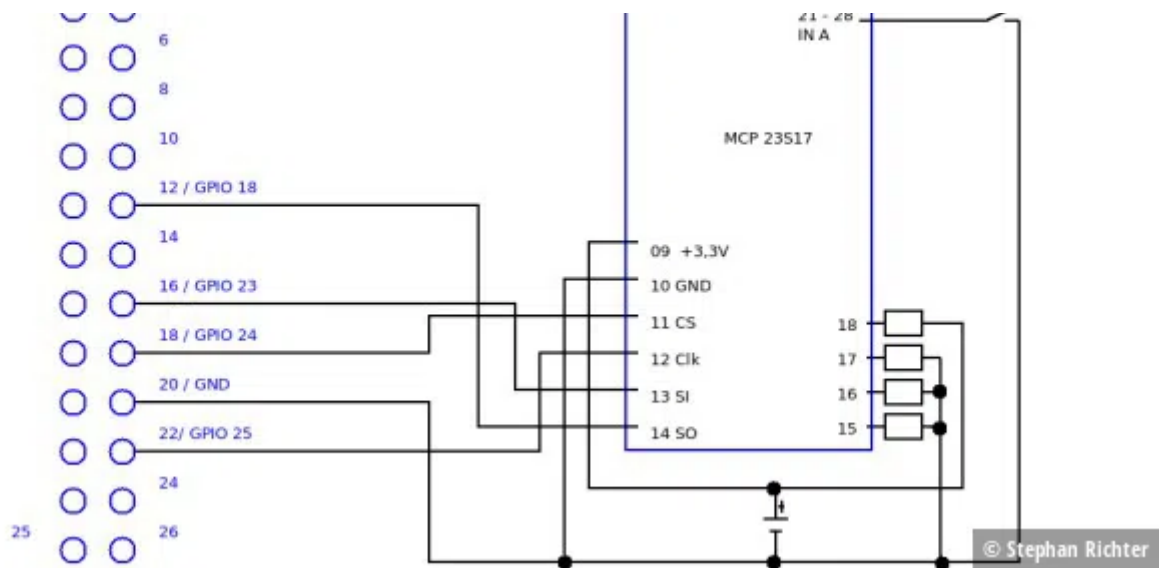 21 - 28
IN A
6
8
10
MCP 23S17
12 / GPIO 18
14
09 +3,3V
16 / GPIO 23
10 GND
11 CS
18
18 / GPIO 24
12 Clk
17
20 / GND
13 SI
16
22/ GPIO 25
14 SO
15
24
+
25
26
© Stephan Richter